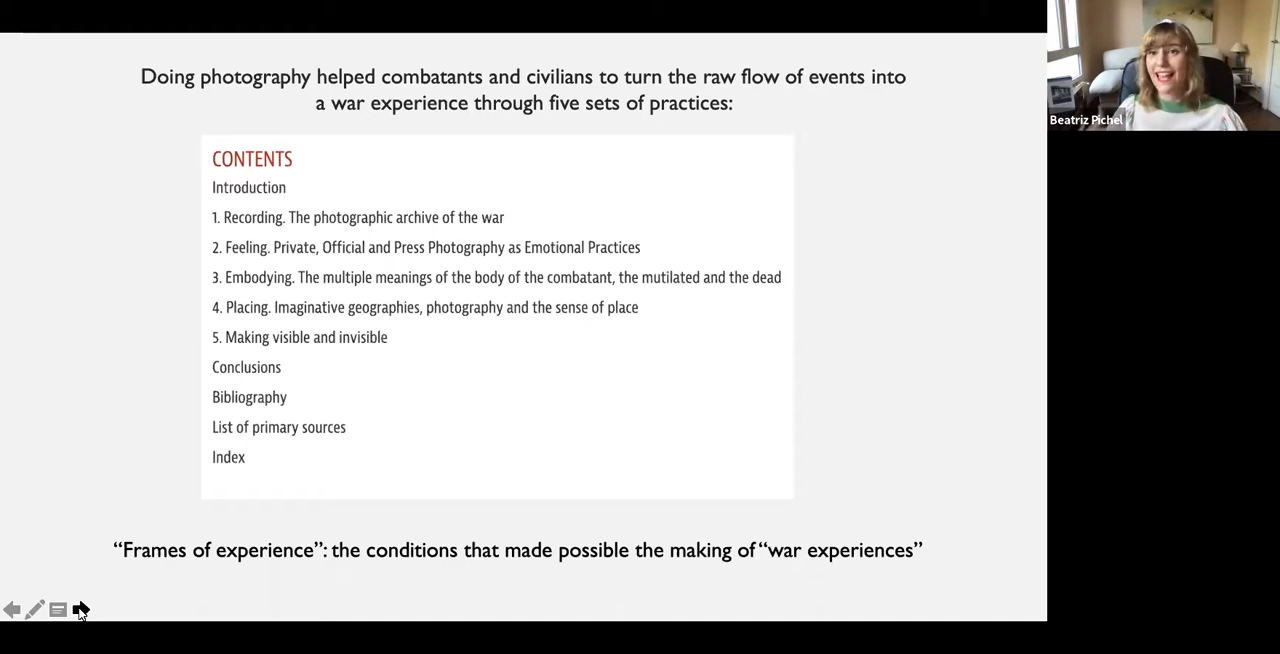 Doing photography helped combatants and civilians to turn the raw flow of events into
a war experience through five sets of practices:
CONTENTS
Introduction
1. Recording. The photographic archive of the war
2. Feeling. Private, Official and Press Photography as Emotional Practices
3. Embodying. The multiple meanings of the body of the combatant, the mutilated and the dead
4. Placing. Imaginative geographies, photography and the sense of place
5. Making visible and invisible
Conclusions
Bibliography
List of primary sources
Index
“Frames of experience”: the conditions that made possible the making of “war experiences”
Beatriz Pichel